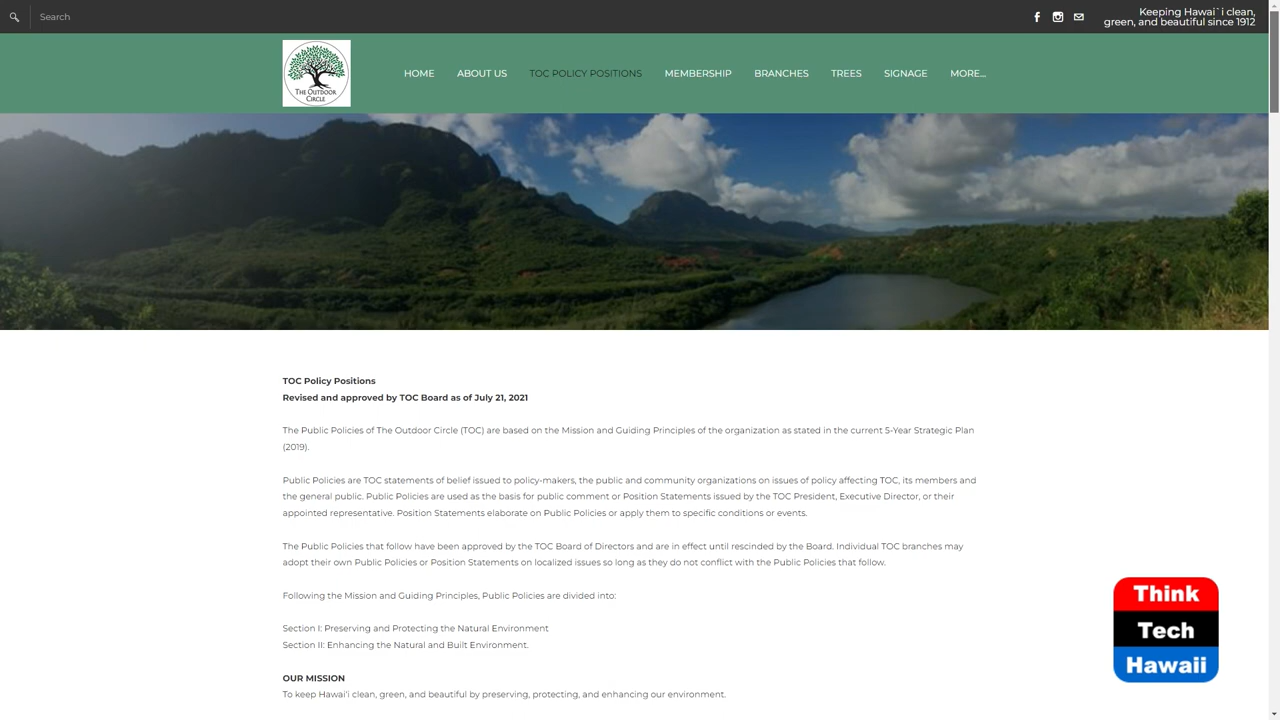 Search
Keeping Hawai`i clean,
green, and beautiful since 1912
THE OUTDOOR
CIRCLE
HOME ABOUT US TOC POLICY POSITIONS MEMBERSHIP BRANCHES TREES SIGNAGE MORE...
TOC Policy Positions
Revised and approved by TOC Board as of July 21, 2021
The Public Policies of The Outdoor Circle (TOC) are based on the Mission and Guiding Principles of the organization as stated in the current 5-Year Strategic Plan
(2019).
Public Policies are TOC statements of belief issued to policy-makers, the public and community organizations on issues of policy affecting TOC, its members and
the general public. Public Policies are used as the basis for public comment or Position Statements issued by the TOC President, Executive Director, or their
appointed representative. Position Statements elaborate on Public Policies or apply them to specific conditions or events.
The Public Policies that follow have been approved by the TOC Board of Directors and are in effect until rescinded by the Board. Individual TOC branches may
adopt their own Public Policies or Position Statements on localized issues so long as they do not conflict with the Public Policies that follow.
Following the Mission and Guiding Principles, Public Policies are divided into:
Section I: Preserving and Protecting the Natural Environment
Section II: Enhancing the Natural and Built Environment.
OUR MISSION
To keep Hawai'i clean, green, and beautiful by preserving, protecting, and enhancing our environment.
Think
Tech
Hawaii